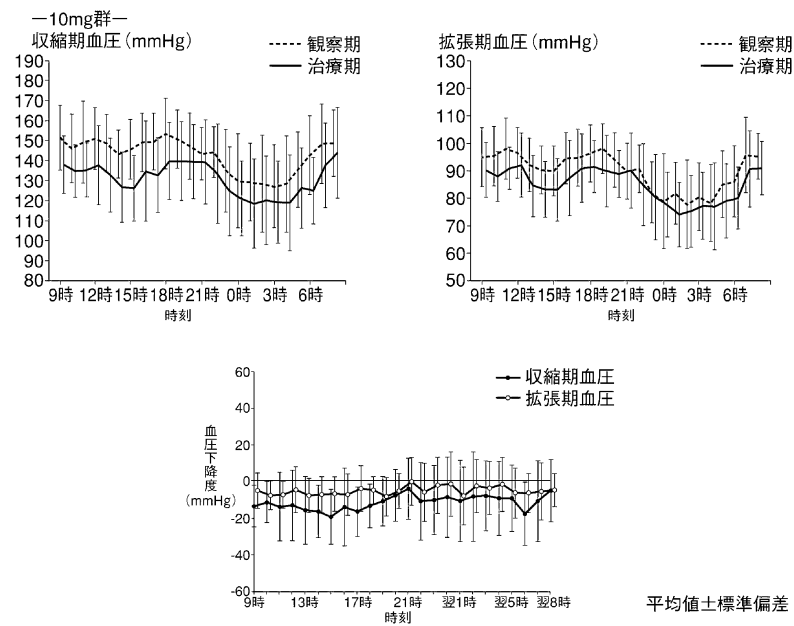 ―10mg群―
収縮期血圧（mmHg）
観察期
治療期
190
180
170
160
150
140
130
120
110
100
90
80
9時 12時 15時 18時 21時 0時 3時 6時
時刻
拡張期血圧（mmHg）
観察期
治療期
130
120
110
100
90
80
70
60
50
9時 12時 15時 18時 21時 0時 3時 6時
時刻
収縮期血圧
拡張期血圧
血圧下降度
（mmHg）
60
40
20
0
-20
-40
-60
9時 13時 17時 21時 翌1時 翌5時 翌8時
時刻
平均値士標準偏差